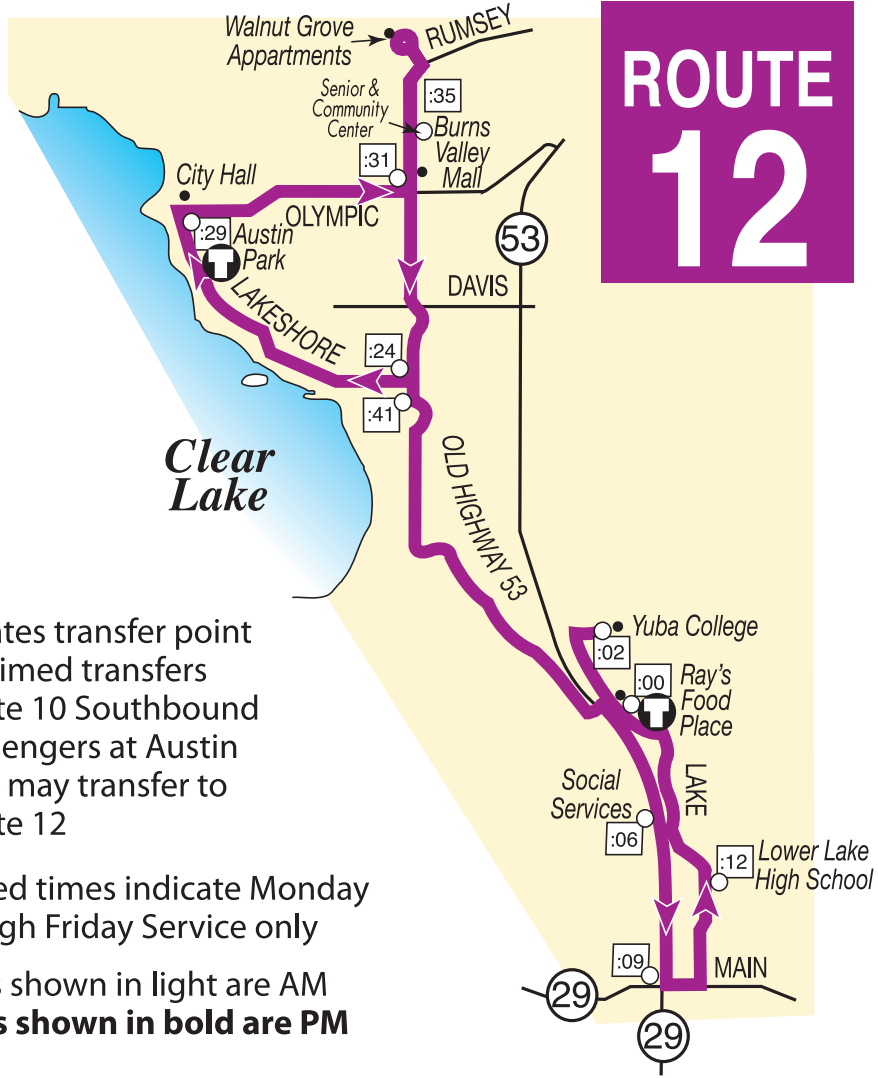 Walnut Grove
Appartments
RUMSEY
ROUTE
12
Senior &
Community
Center
:35
Burns
Valley
Mall
:31
City Hall
OLYMPIC
:29
Austin
Park
T
53
LAKESHORE
DAVIS
:24
:41
Clear
Lake
OLD HIGHWAY 53
Yuba College
:02
:00
Ray's
Food
Place
T
LAKE
Social
Services
:06
:12
Lower Lake
High School
:09
MAIN
29
29
ates transfer point
imed transfers
te 10 Southbound
sengers at Austin
may transfer to
te 12
ed times indicate Monday
gh Friday Service only
s shown in light are AM
s shown in bold are PM